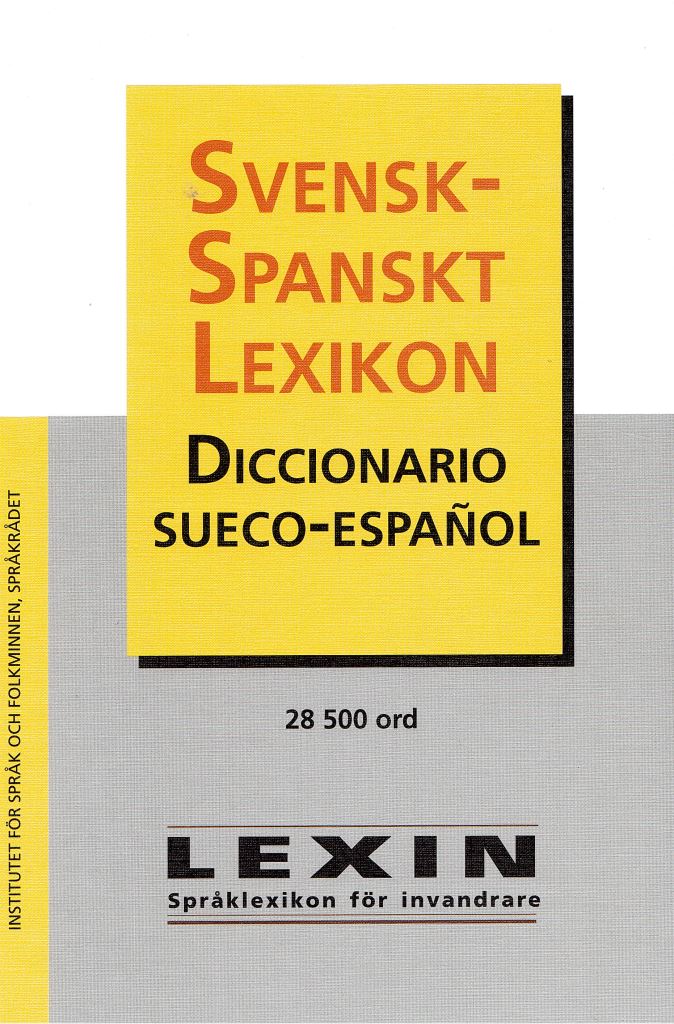 SVENSK-
SPANSKT
LEXIKON
DICCIONARIO
SUECO-ESPAÑOL
28 500 ord
LEXIN
Språklexikon för invandrare
INSTITUTET FÖR SPRÅK OCH FOLKMINNEN, SPRÅKRÅDET